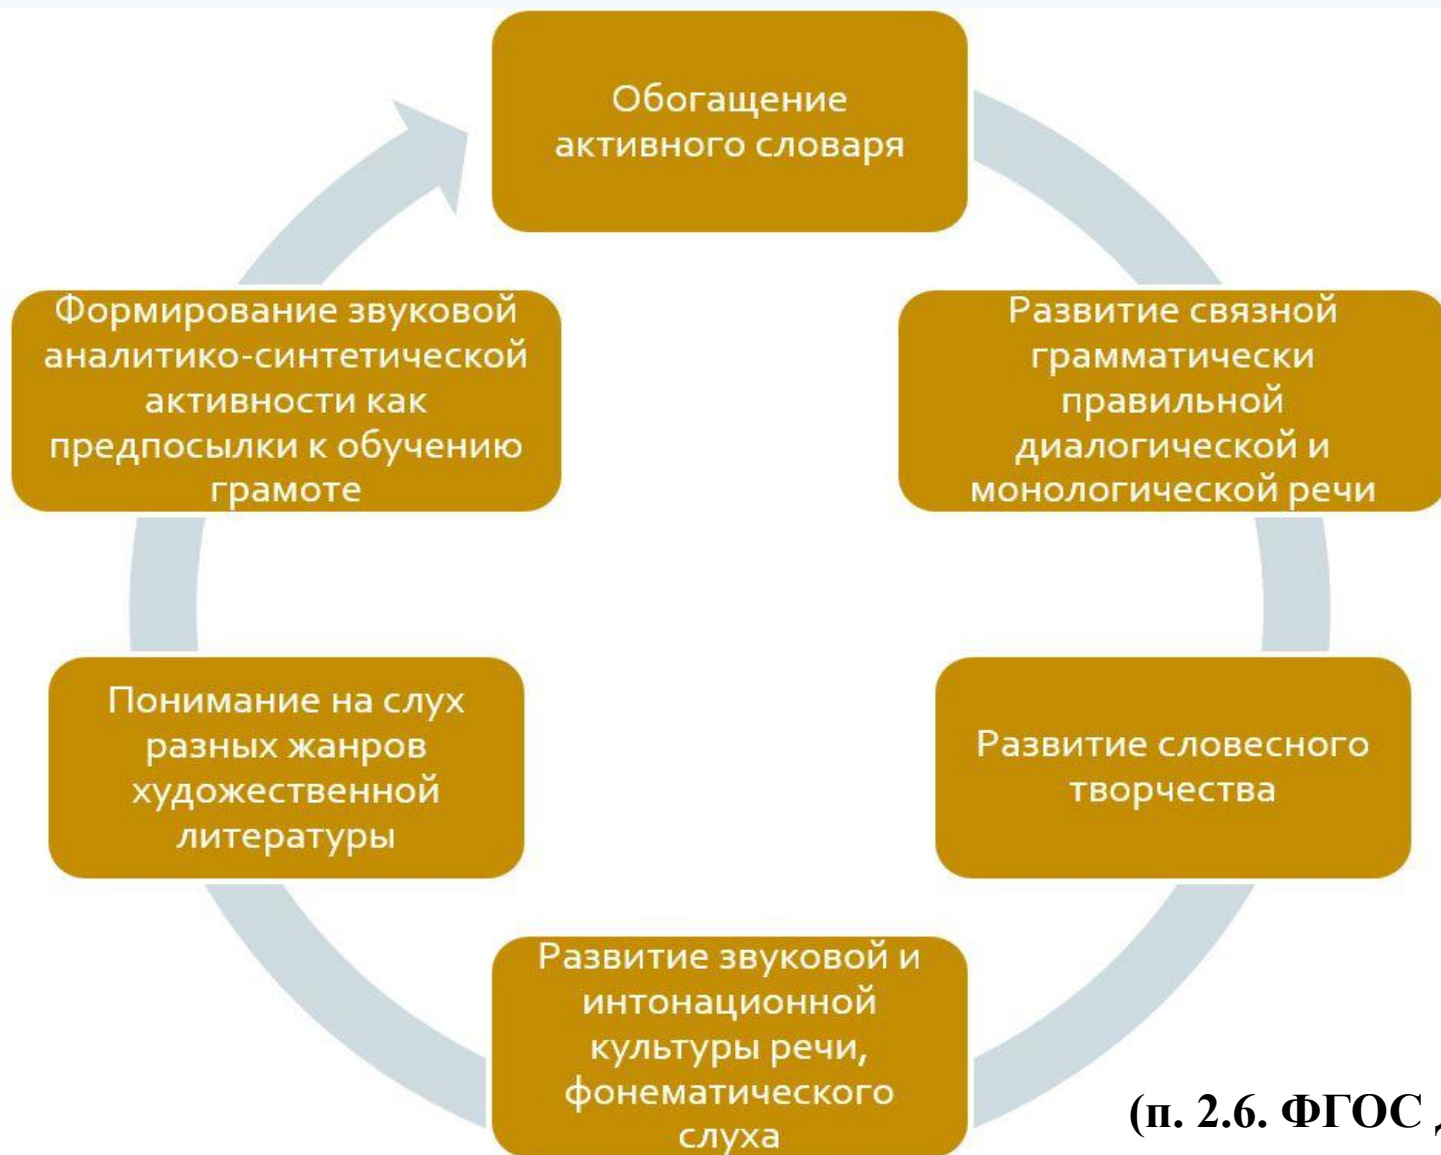 Обогащение
активного словаря
Развитие связной
грамматически
правильной
диалогической и
монологической речи
Развитие словесного
творчества
Развитие звуковой и
интонационной
культуры речи,
фонематического
слуха
Понимание на слух
разных жанров
художественной
литературы
Формирование звуковой
аналитико-синтетической
активности как
предпосылки к обучению
грамоте
(п. 2.6. ФГОС